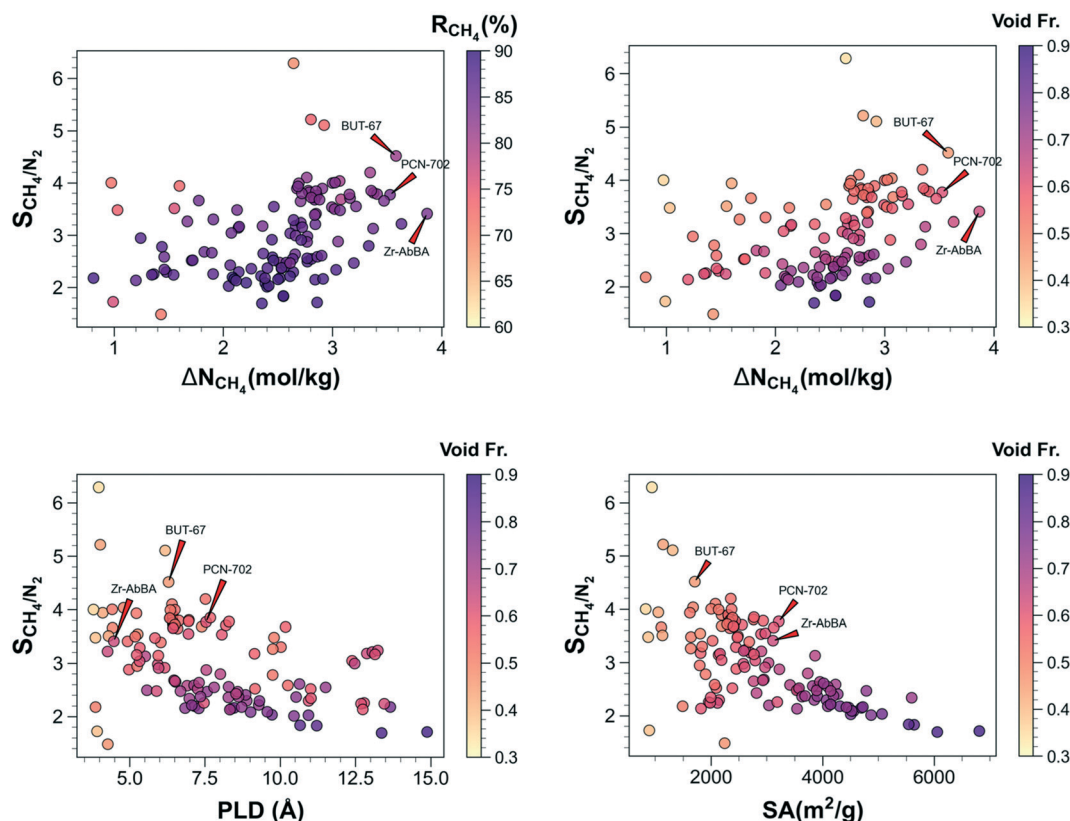 R_CH₄(%)
90
85
80
75
70
65
60
6
5
4
3
2
S_CH₄/N₂
BUT-67
PCN-702
Zr-AbBA
1 2 3 4
ΔN_CH₄(mol/kg)
Void Fr.
0.9
0.8
0.7
0.6
0.5
0.4
0.3
6
5
4
3
2
S_CH₄/N₂
BUT-67
PCN-702
Zr-AbBA
1 2 3 4
ΔN_CH₄(mol/kg)
Void Fr.
0.9
0.8
0.7
0.6
0.5
0.4
0.3
6
5
4
3
2
S_CH₄/N₂
BUT-67
PCN-702
Zr-AbBA
5.0 7.5 10.0 12.5 15.0
PLD (Å)
Void Fr.
0.9
0.8
0.7
0.6
0.5
0.4
0.3
6
5
4
3
2
S_CH₄/N₂
BUT-67
PCN-702
Zr-AbBA
2000 4000 6000
SA(m²/g)